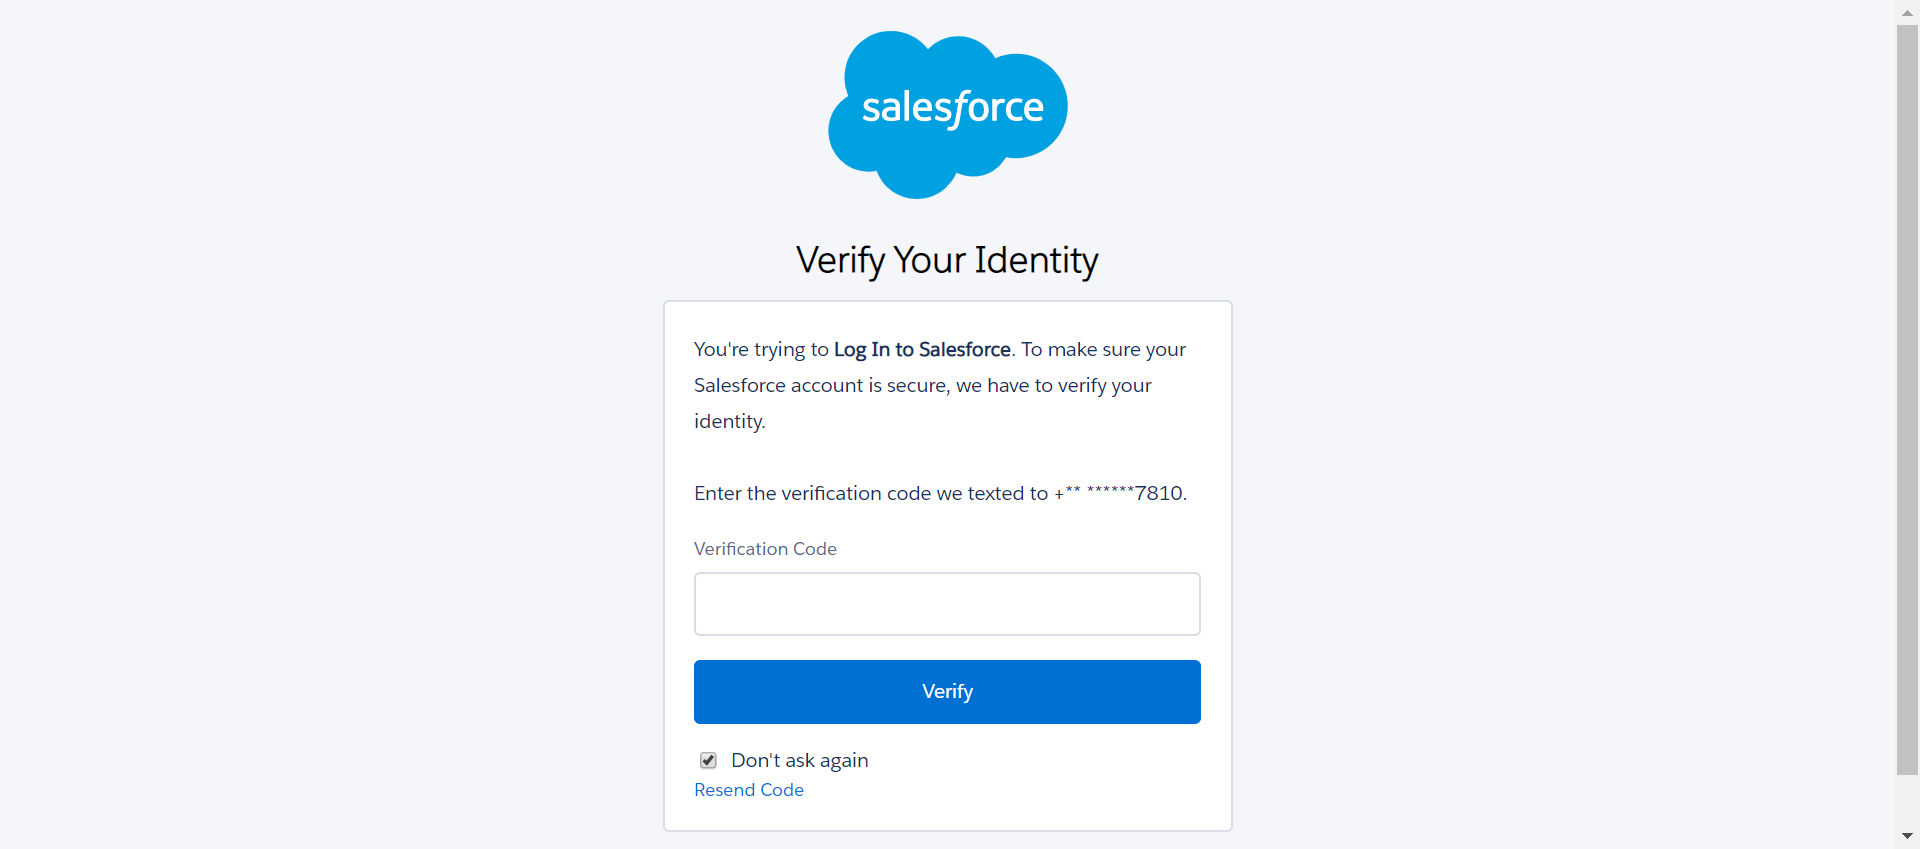 salesforce
Verify Your Identity
You're trying to Log In to Salesforce. To make sure your
Salesforce account is secure, we have to verify your
identity.
Enter the verification code we texted to +** ******7810.
Verification Code
Verify
Don't ask again
Resend Code